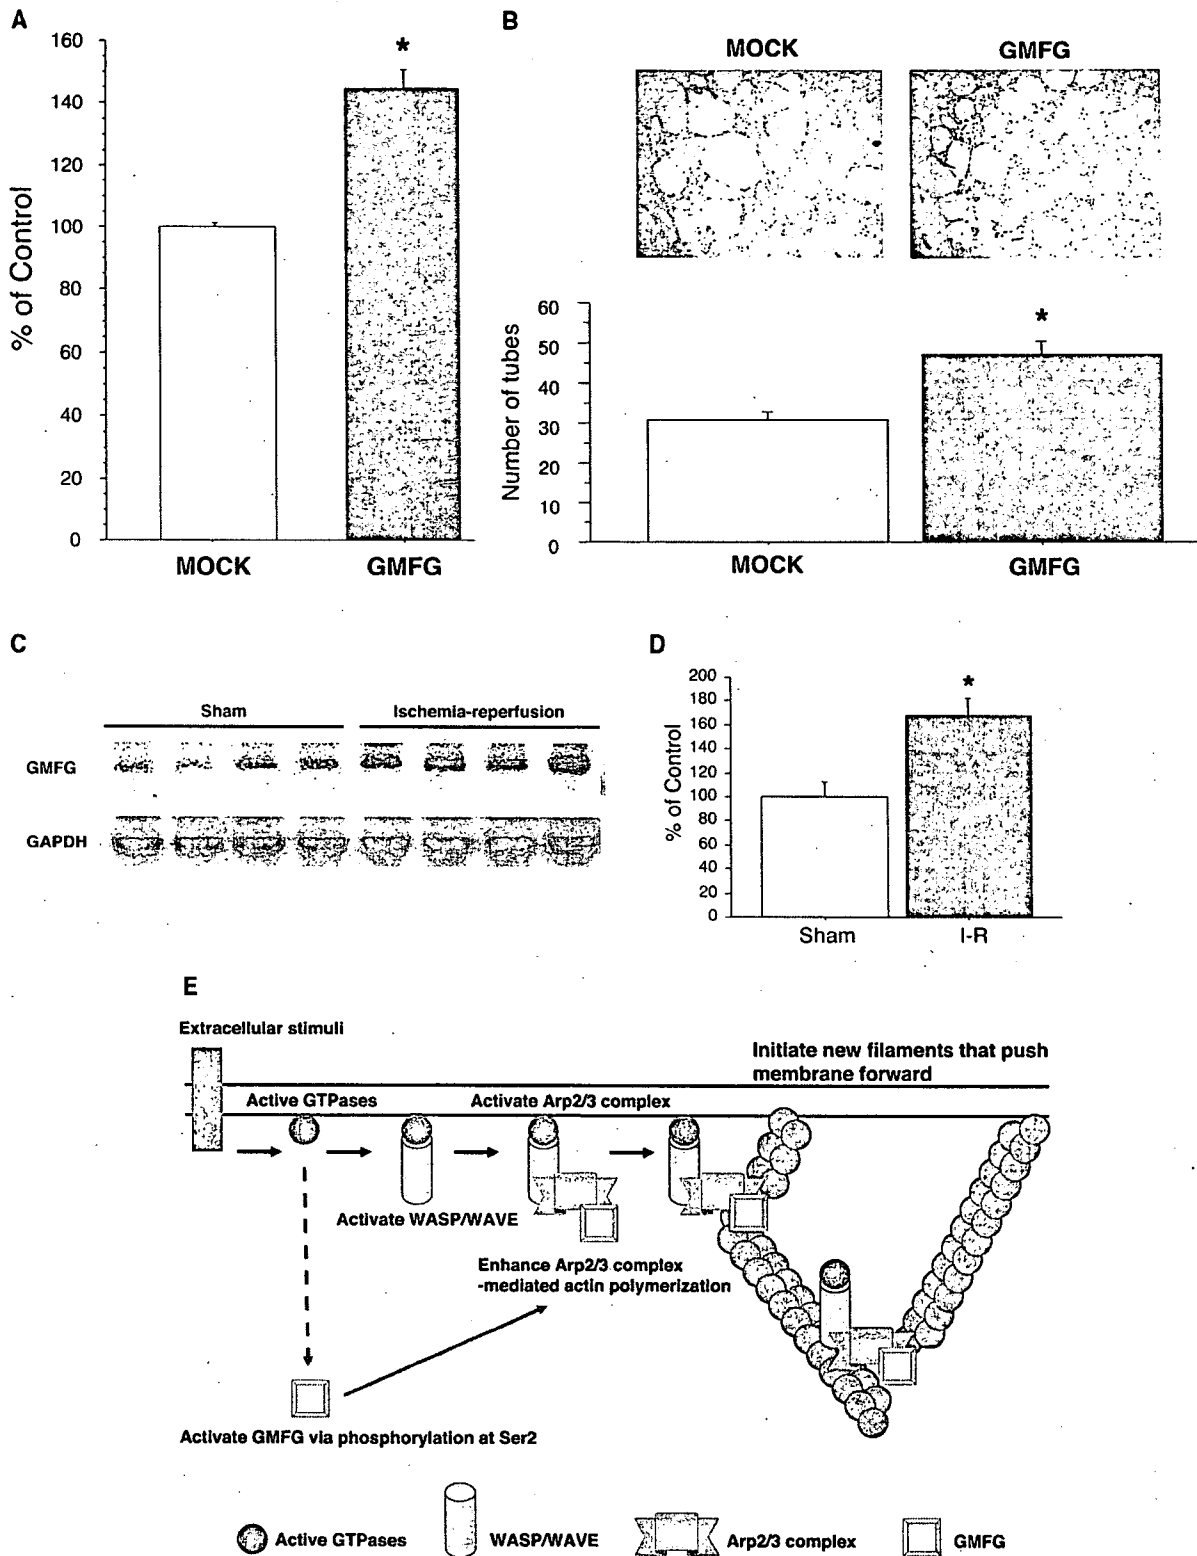 A
160
140
120
100
80
60
40
20
0
% of Control
*
MOCK
GMFG
B
MOCK
GMFG
60
50
40
30
20
10
0
Number of tubes
*
MOCK
GMFG
C
Sham
Ischemia-reperfusion
GMFG
GAPDH
D
200
180
160
140
120
100
80
60
40
20
0
% of Control
*
Sham
I-R
E
Extracellular stimuli
Initiate new filaments that push
membrane forward
Active GTPases
Activate Arp2/3 complex
Activate WASP/WAVE
Enhance Arp2/3 complex
-mediated actin polymerization
Activate GMFG via phosphorylation at Ser2
Active GTPases
WASP/WAVE
Arp2/3 complex
GMFG